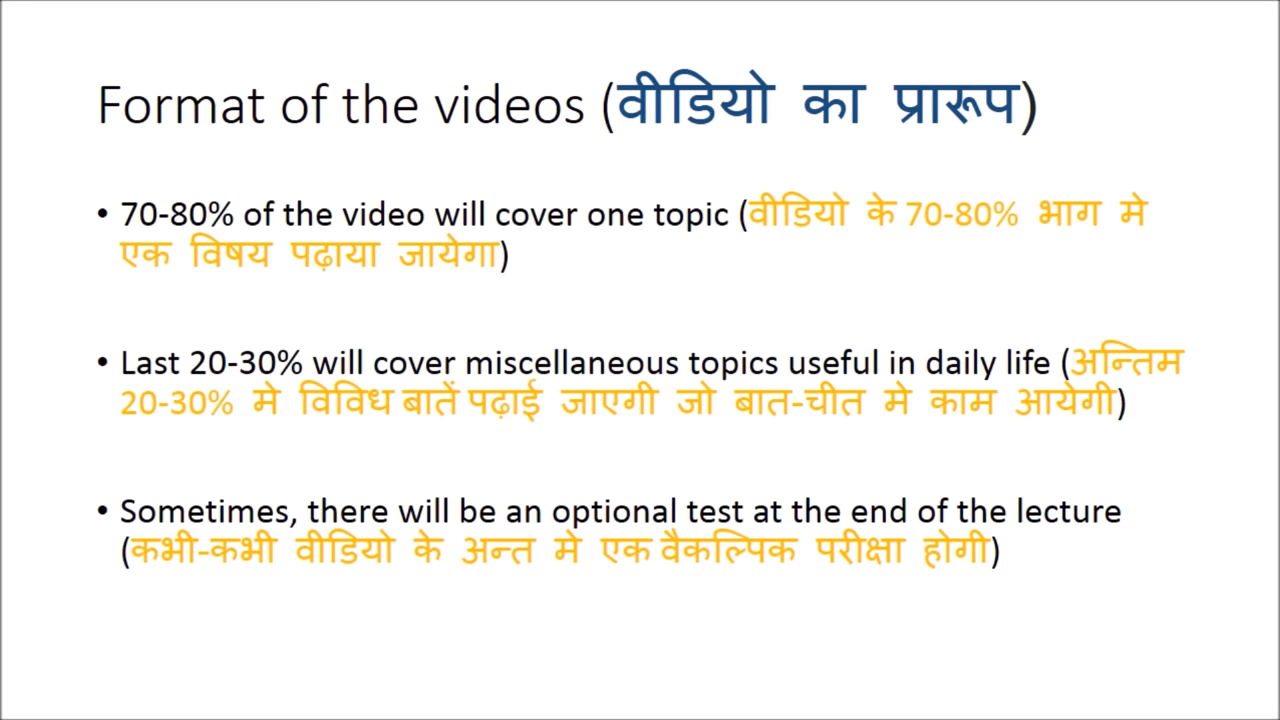 Format of the videos (वीडियो का प्रारूप)
• 70-80% of the video will cover one topic (वीडियो के 70-80% भाग मे
एक विषय पढ़ाया जायेगा)
• Last 20-30% will cover miscellaneous topics useful in daily life (अन्तिम
20-30% मे विविध बातें पढ़ाई जाएगी जो बात-चीत मे काम आयेगी)
• Sometimes, there will be an optional test at the end of the lecture
(कभी-कभी वीडियो के अन्त मे एक वैकल्पिक परीक्षा होगी)